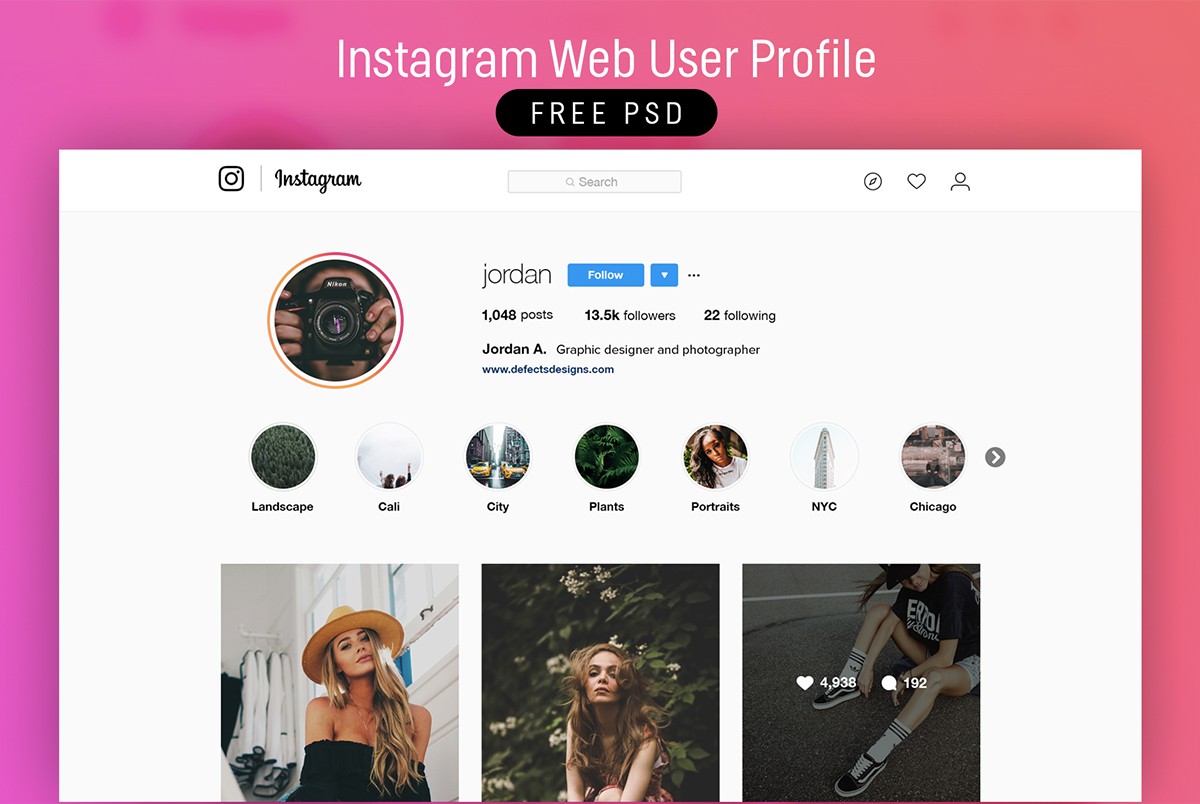 Instagram Web User Profile
FREE PSD
Instagram
Search
Nikon
jordan Follow ▼ ...
1,048 posts 13.5k followers 22 following
Jordan A. Graphic designer and photographer
www.defectsdesigns.com
Landscape Cali City Plants Portraits NYC Chicago
4,938 192